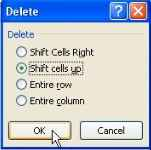 Delete
Delete
Shift Cells Right
Shift cells up
Entire row
Entire column
OK
Cancel